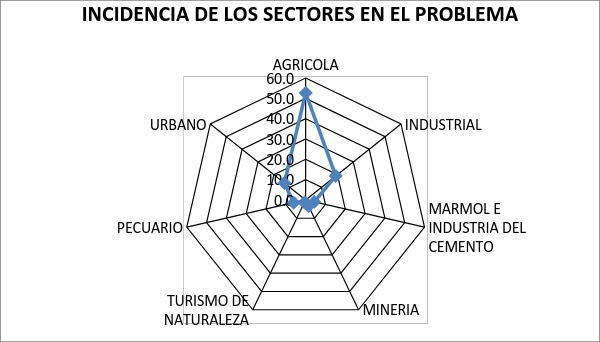 INCIDENCIA DE LOS SECTORES EN EL PROBLEMA
AGRICOLA
60.0
50.0
40.0
30.0
20.0
10.0
0.0
INDUSTRIAL
MARMOL E
INDUSTRIA DEL
CEMENTO
MINERIA
TURISMO DE
NATURALEZA
PECUARIO
URBANO